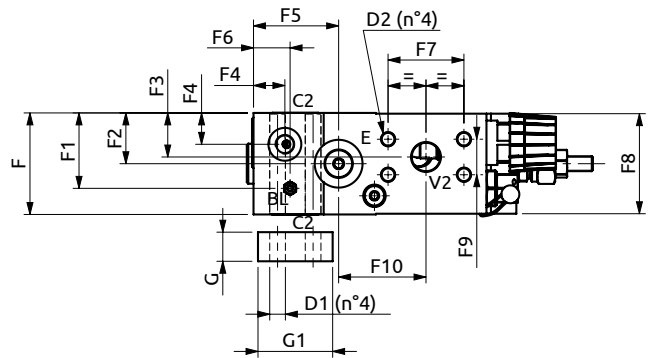 F5
D2 (n°4)
F6
F7
F4
= =
F3
F4
C2
F2
E
F1
F
F8
V2
BL
C2
F9
F10
G
D1 (n°4)
G1